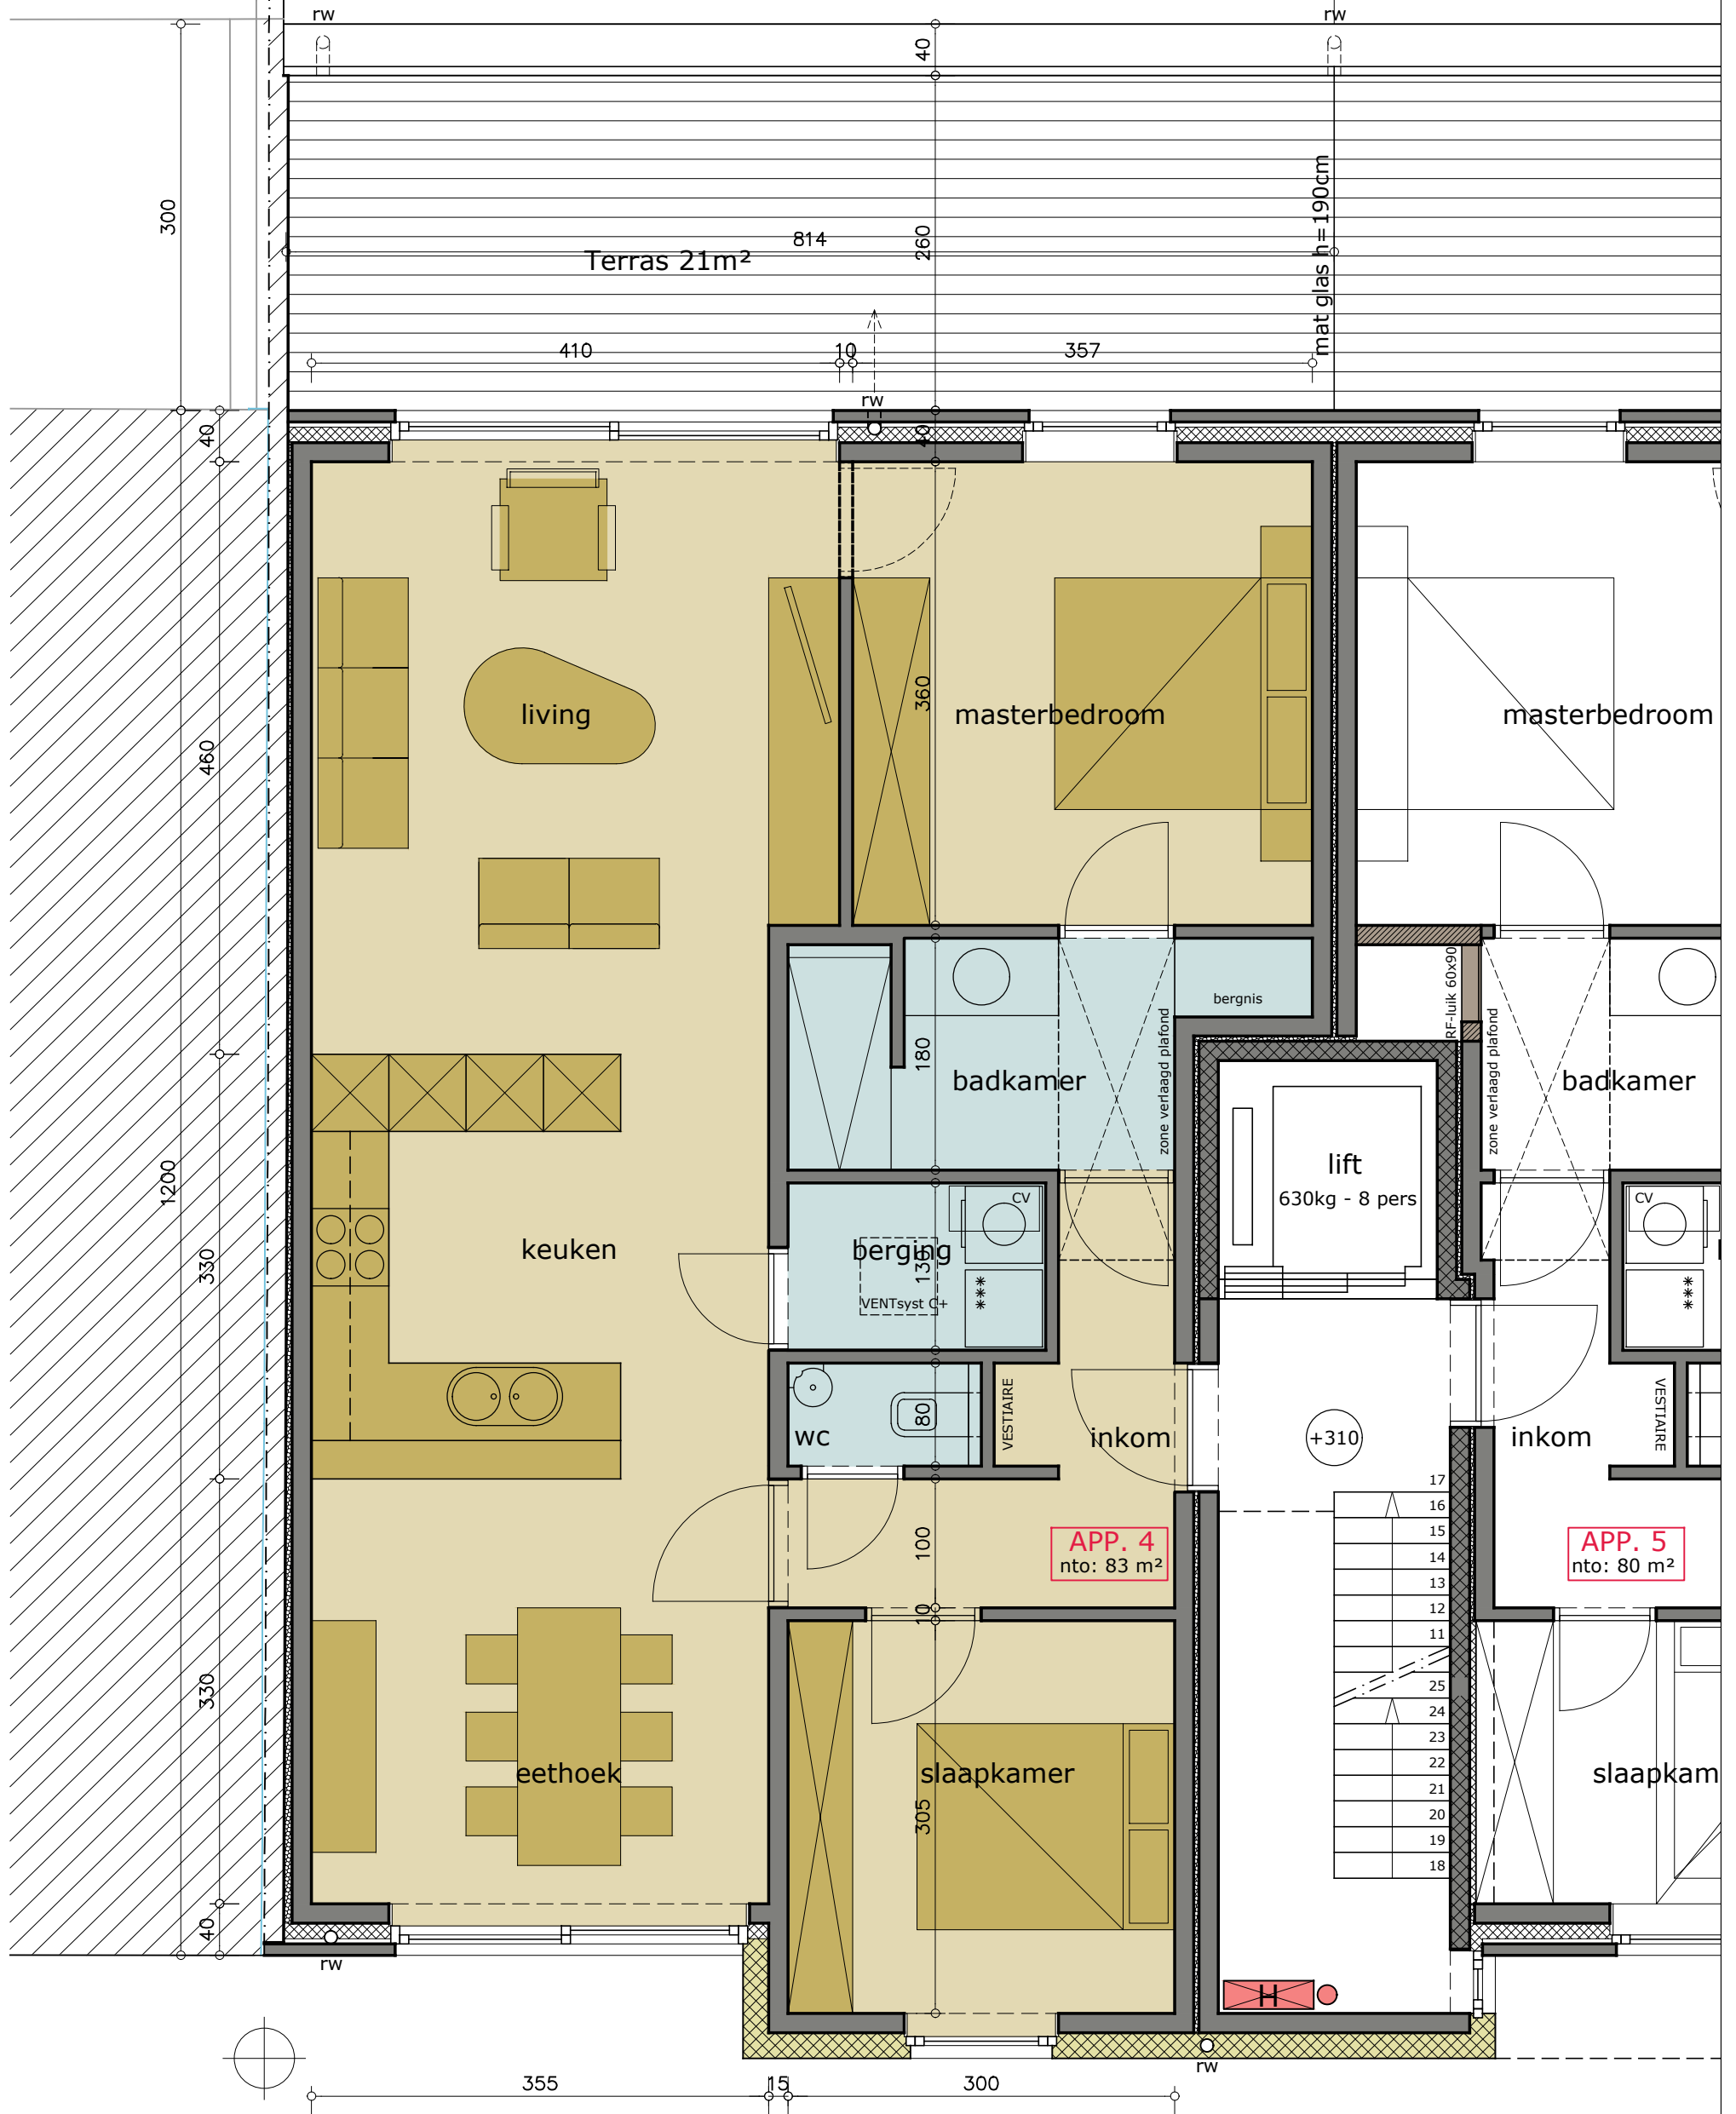 rw
rw
40
300
mat glas h=190cm
814
260
Terras 21m²
410
10
357
rw
40
40
living
360
masterbedroom
masterbedroom
460
bergnis
RF-luik 60x90
zone verlaagd plafond
zone verlaagd plafond
180
badkamer
badkamer
lift
630kg - 8 pers
1200
CV
CV
keuken
berging
130
330
VENTsyst C+
***
***
VESTIAIRE
VESTIAIRE
80
wc
inkom
+310
inkom
17
16
15
14
13
12
11
100
APP. 4
nto: 83 m²
APP. 5
nto: 80 m²
10
330
25
24
23
22
21
20
19
18
eethoek
slaapkamer
slaapkam
305
40
rw
H
rw
355
15
300